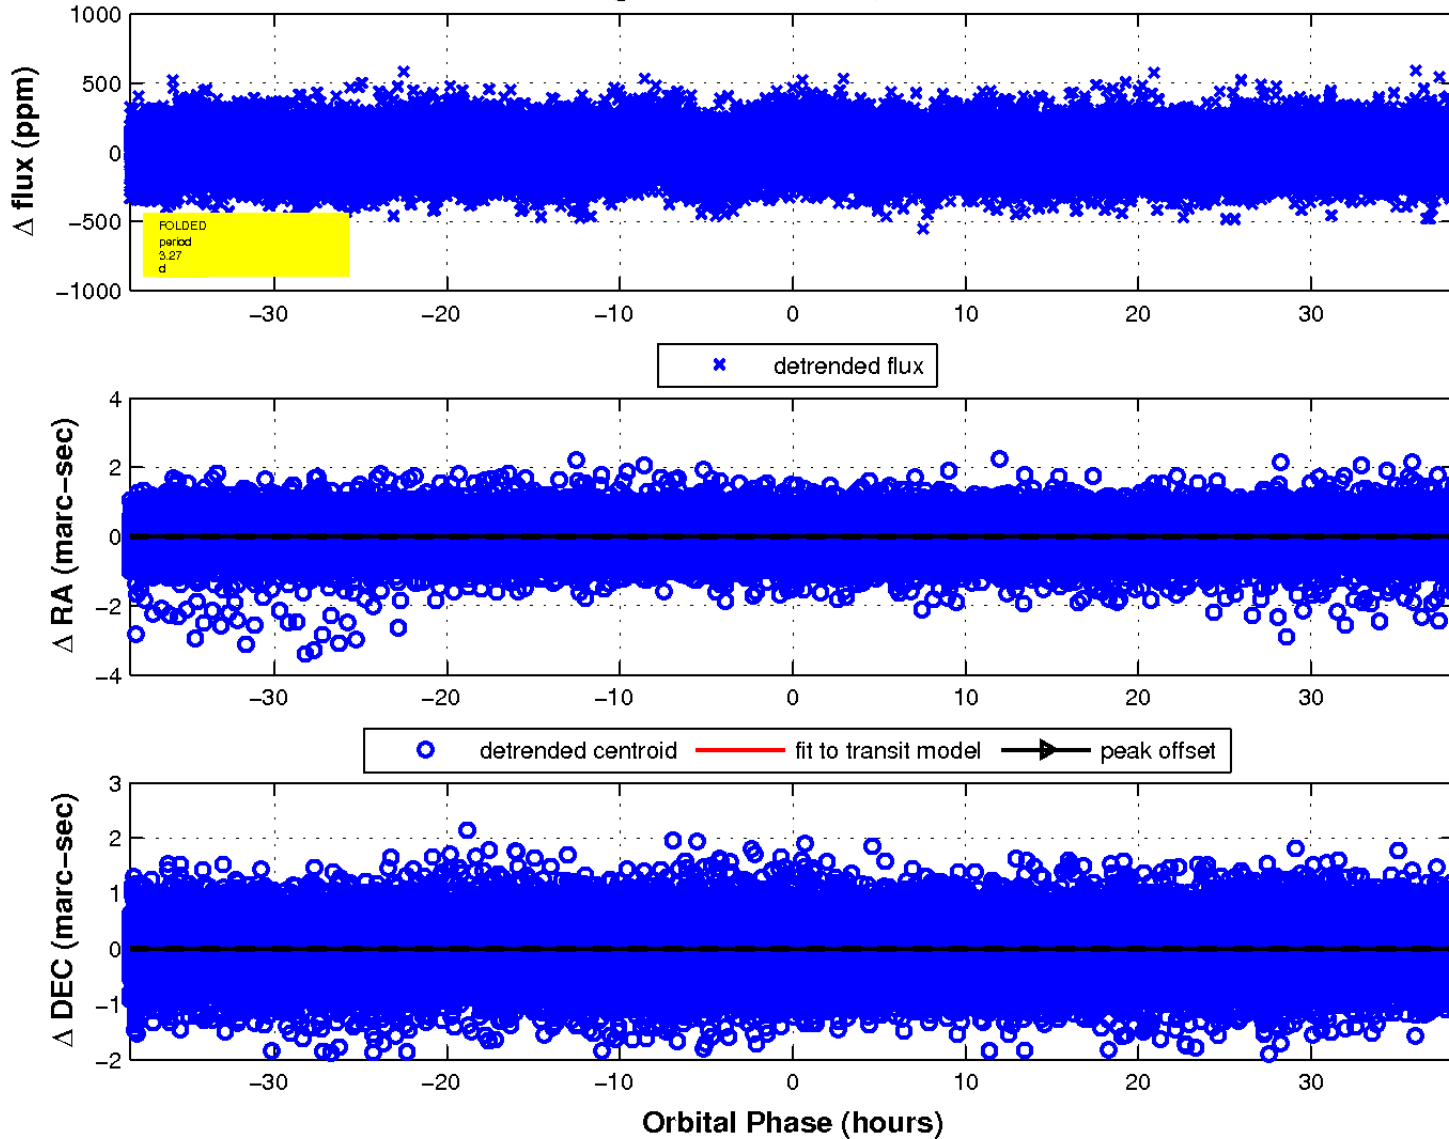 1000
500
0
−500
−1000
Δ flux (ppm)
FOLDED
period
3.27
d
−30 −20 −10 0 10 20 30
detrended flux
4
2
0
−2
−4
Δ RA (marc−sec)
−30 −20 −10 0 10 20 30
detrended centroid fit to transit model peak offset
3
2
1
0
−1
−2
Δ DEC (marc−sec)
−30 −20 −10 0 10 20 30
Orbital Phase (hours)